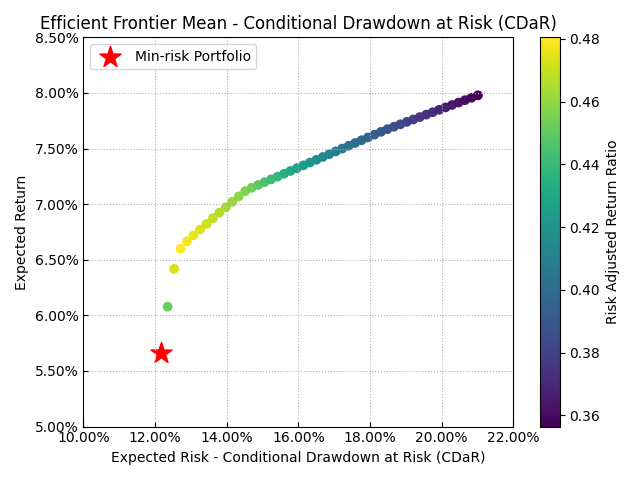 Efficient Frontier Mean - Conditional Drawdown at Risk (CDaR)
Min-risk Portfolio
8.50%
8.00%
7.50%
7.00%
6.50%
6.00%
5.50%
5.00%
Expected Return
10.00% 12.00% 14.00% 16.00% 18.00% 20.00% 22.00%
Expected Risk - Conditional Drawdown at Risk (CDaR)
0.48
0.46
0.44
0.42
0.40
0.38
0.36
Risk Adjusted Return Ratio